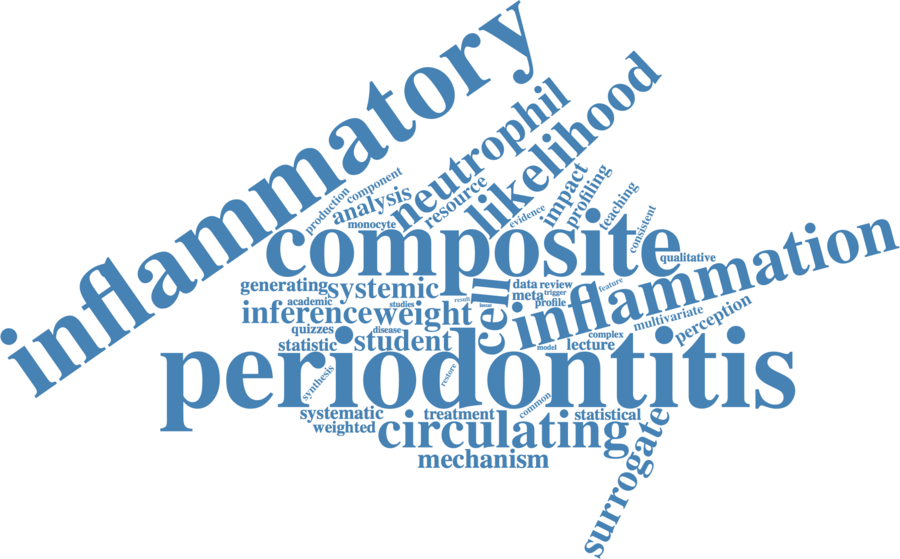 inflammatory
likelihood
neutrophil
component
production
analysis
resource
impact
profiling
teaching
evidence
monocyte
consistent
composite
qualitative
inflammation
generating
systemic
cell
data
review
feature
meta
trigger
profile
academic
studies
result
issue
inference
weight
multivariate
perception
quizzes
disease
student
statistic
complex
lecture
model
periodontitis
synthesis
restore
common
systematic
treatment
statistical
weighted
circulating
surrogate
mechanism